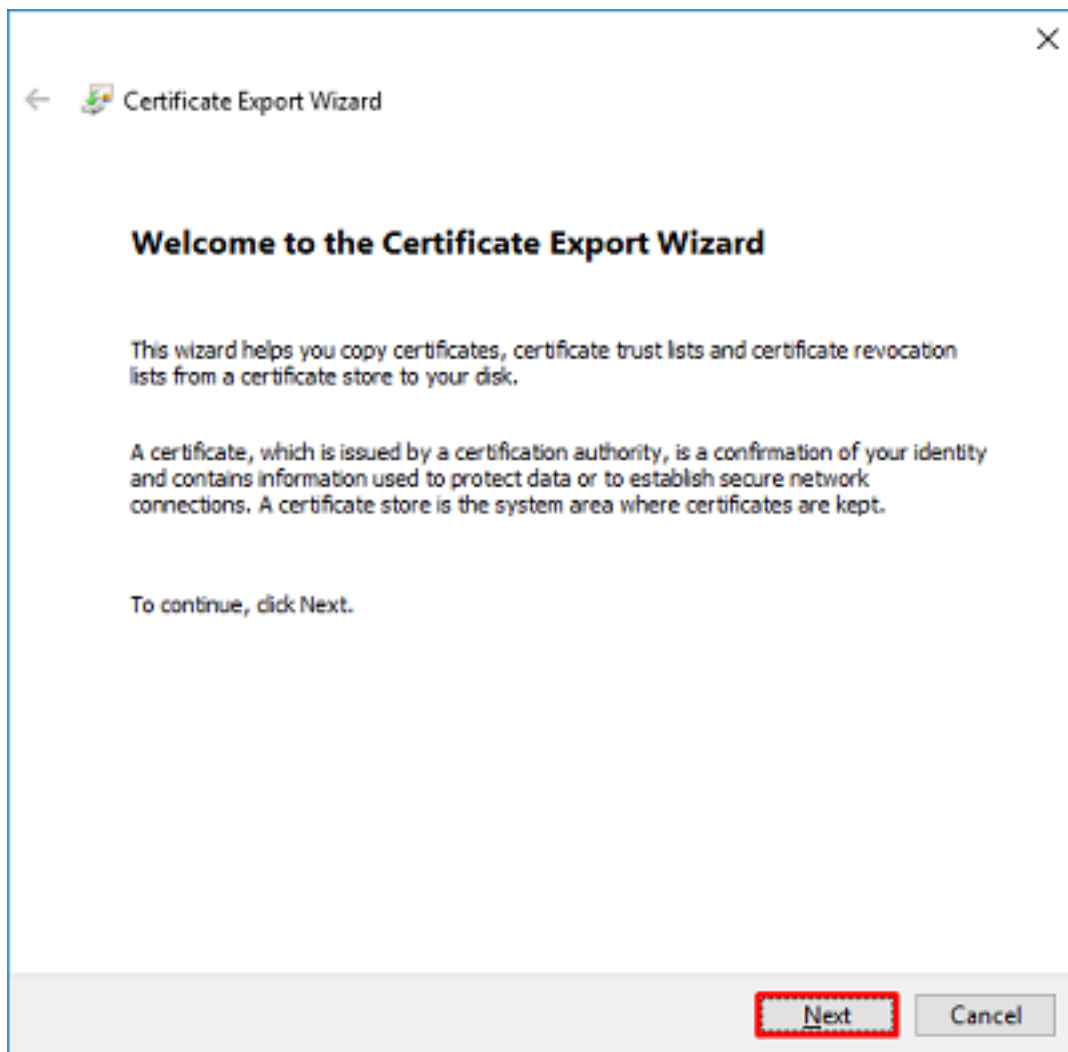 Certificate Export Wizard
Welcome to the Certificate Export Wizard
This wizard helps you copy certificates, certificate trust lists and certificate revocation
lists from a certificate store to your disk.
A certificate, which is issued by a certification authority, is a confirmation of your identity
and contains information used to protect data or to establish secure network
connections. A certificate store is the system area where certificates are kept.
To continue, click Next.
Next
Cancel